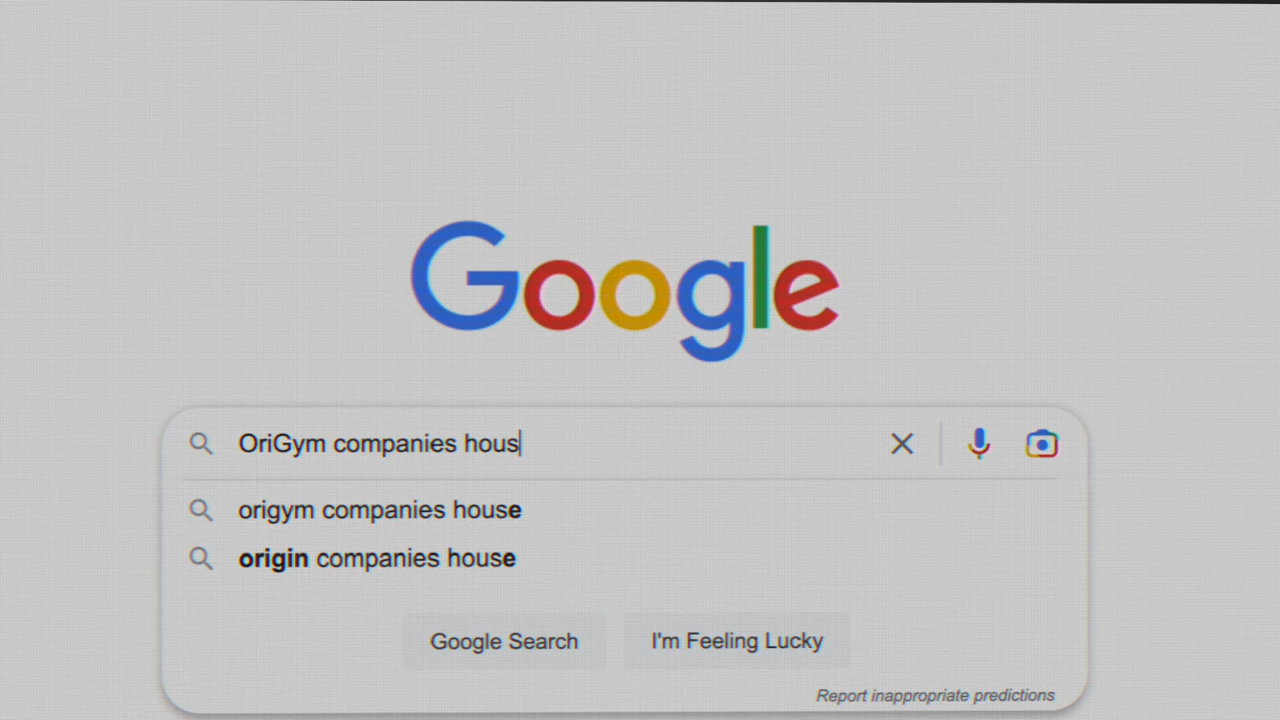 Google
OriGym companies hous
origym companies house
origin companies house
Google Search
I'm Feeling Lucky
Report inappropriate predictions